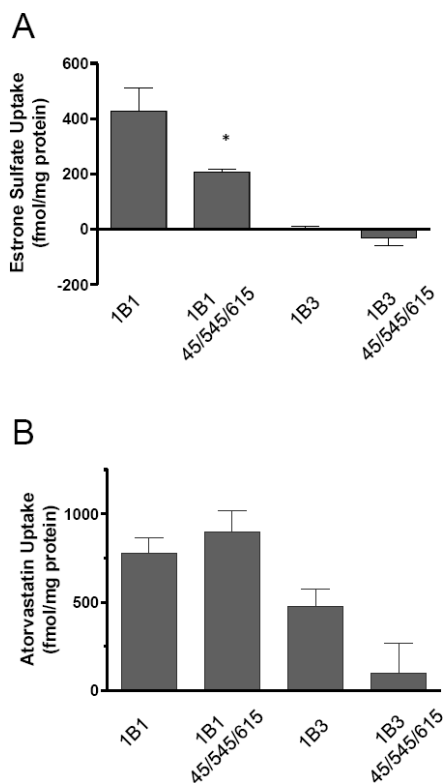 A
Estrone Sulfate Uptake
(fmol/mg protein)
600
400
200
0
-200
*
1B1
1B1
45/545/615
1B3
1B3
45/545/615
B
Atorvastatin Uptake
(fmol/mg protein)
1000
500
0
1B1
1B1
45/545/615
1B3
1B3
45/545/615